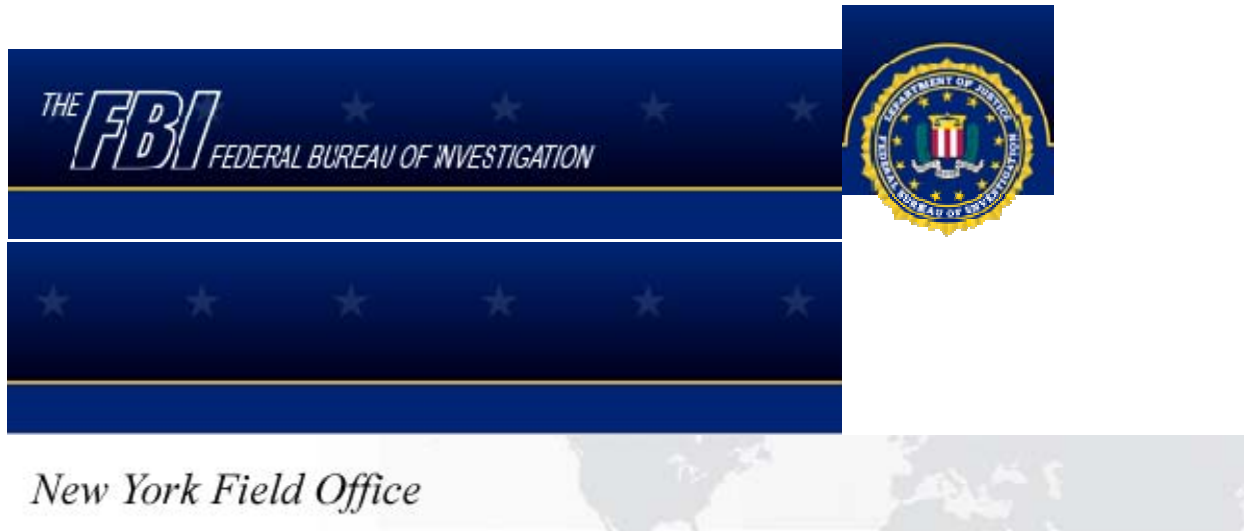 THE FBI FEDERAL BUREAU OF INVESTIGATION
DEPARTMENT OF JUSTICE
FEDERAL BUREAU OF INVESTIGATION
New York Field Office